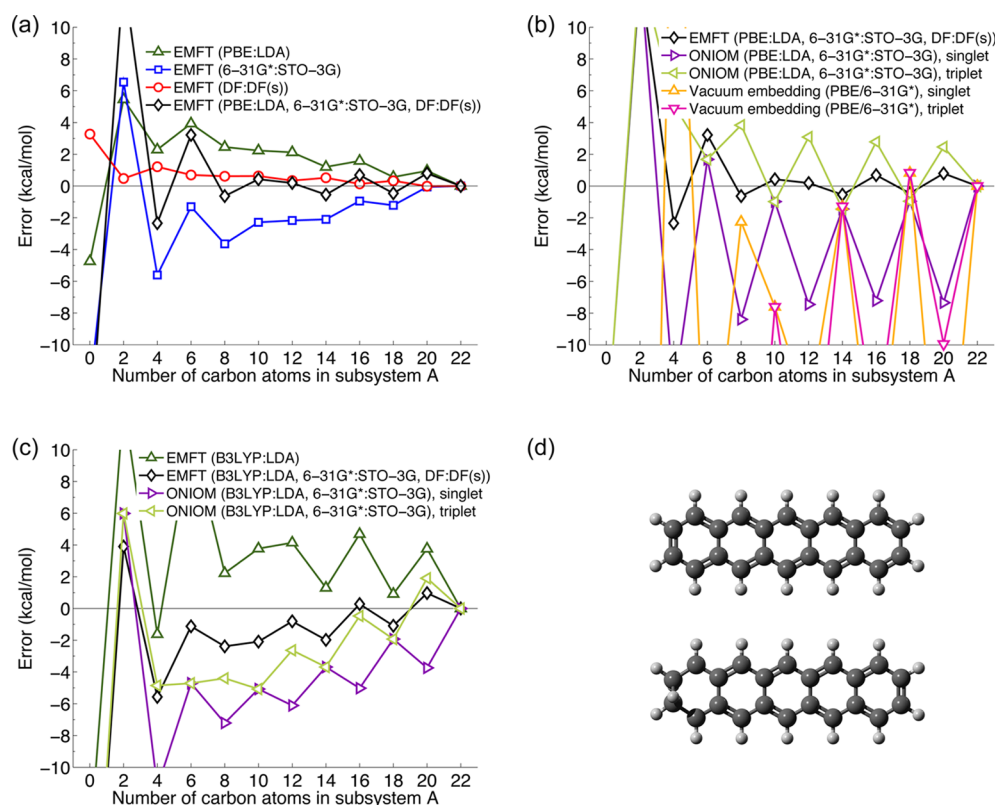 (a)
10
8
6
4
2
0
−2
−4
−6
−8
−10
Error (kcal/mol)
EMFT (PBE:LDA)
EMFT (6−31G*:STO−3G)
EMFT (DF:DF(s))
EMFT (PBE:LDA, 6−31G*:STO−3G, DF:DF(s))
0 2 4 6 8 10 12 14 16 18 20 22
Number of carbon atoms in subsystem A
(b)
10
8
6
4
2
0
−2
−4
−6
−8
−10
Error (kcal/mol)
EMFT (PBE:LDA, 6−31G*:STO−3G, DF:DF(s))
ONIOM (PBE:LDA, 6−31G*:STO−3G), singlet
ONIOM (PBE:LDA, 6−31G*:STO−3G), triplet
Vacuum embedding (PBE/6−31G*), singlet
Vacuum embedding (PBE/6−31G*), triplet
0 2 4 6 8 10 12 14 16 18 20 22
Number of carbon atoms in subsystem A
(c)
10
8
6
4
2
0
−2
−4
−6
−8
−10
Error (kcal/mol)
EMFT (B3LYP:LDA)
EMFT (B3LYP:LDA, 6−31G*:STO−3G, DF:DF(s))
ONIOM (B3LYP:LDA, 6−31G*:STO−3G), singlet
ONIOM (B3LYP:LDA, 6−31G*:STO−3G), triplet
0 2 4 6 8 10 12 14 16 18 20 22
Number of carbon atoms in subsystem A
(d)